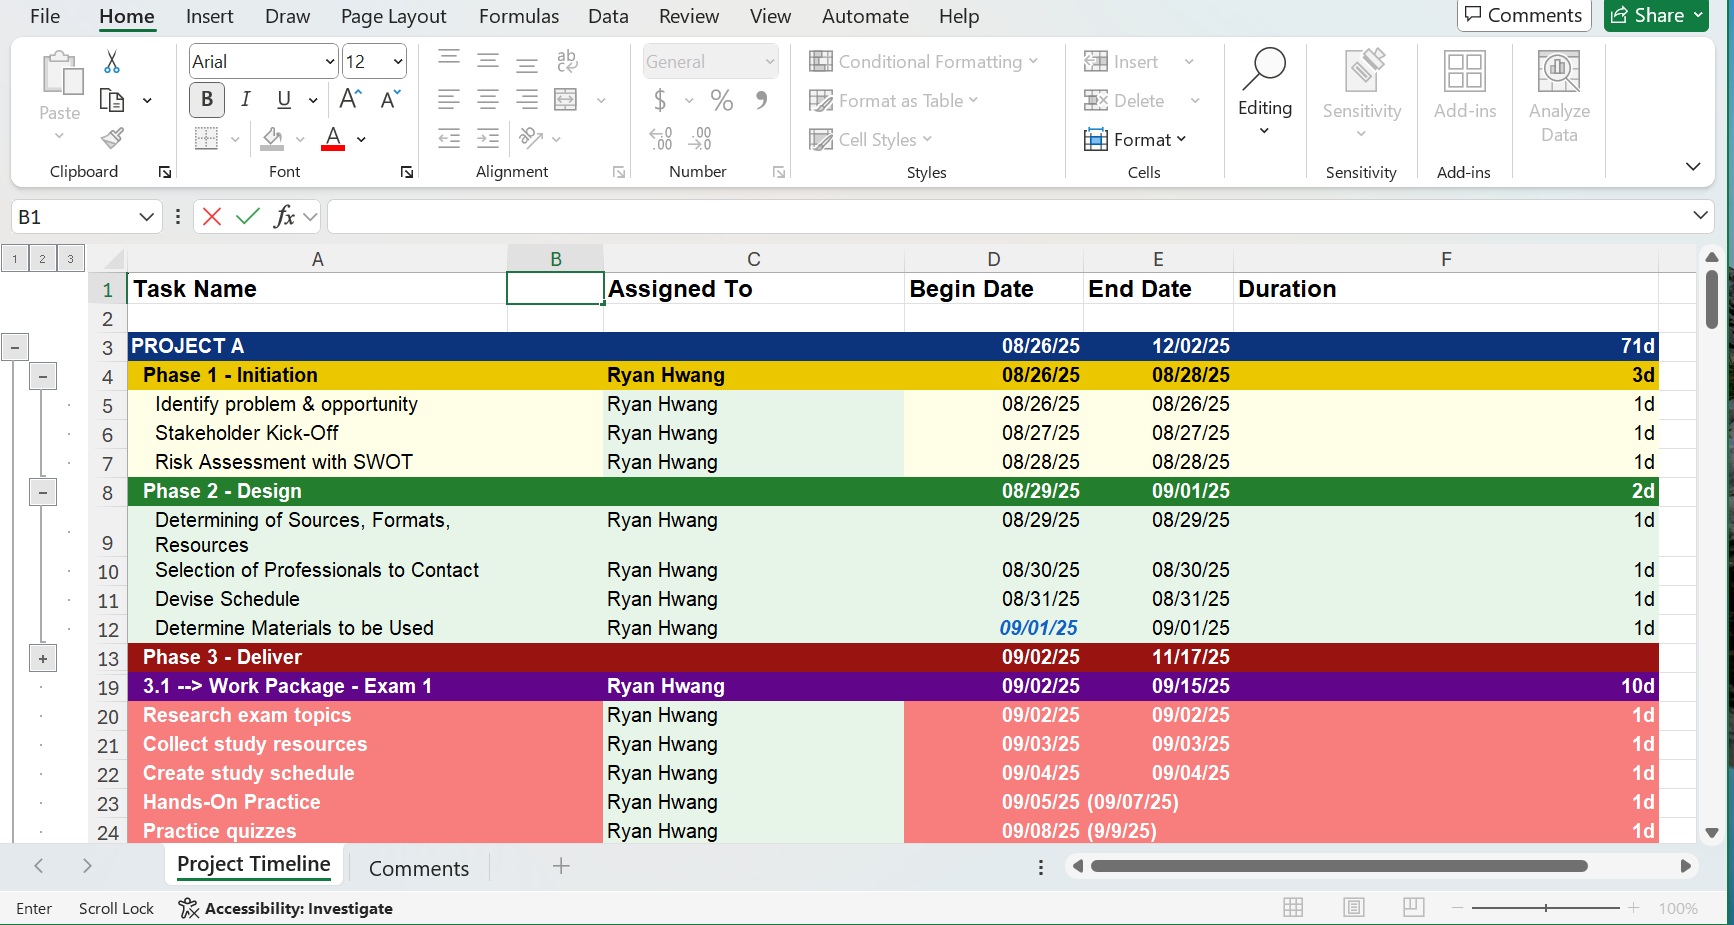 File Home Insert Draw Page Layout Formulas Data Review View Automate Help Comments Share
Arial 12 ab General Conditional Formatting Insert
Paste B I U A A $ % Format as Table Delete Editing Sensitivity Add-ins Analyze Data
A .00 .00 Cell Styles Format
Clipboard Font Alignment Number Styles Cells Sensitivity Add-ins
B1 fx
1 2 3 A B C D E F
1 Task Name Assigned To Begin Date End Date Duration
2
3 PROJECT A 08/26/25 12/02/25 71d
4 Phase 1 - Initiation Ryan Hwang 08/26/25 08/28/25 3d
5 Identify problem & opportunity Ryan Hwang 08/26/25 08/26/25 1d
6 Stakeholder Kick-Off Ryan Hwang 08/27/25 08/27/25 1d
7 Risk Assessment with SWOT Ryan Hwang 08/28/25 08/28/25 1d
8 Phase 2 - Design 08/29/25 09/01/25 2d
Determining of Sources, Formats, Ryan Hwang 08/29/25 08/29/25 1d
9 Resources
10 Selection of Professionals to Contact Ryan Hwang 08/30/25 08/30/25 1d
11 Devise Schedule Ryan Hwang 08/31/25 08/31/25 1d
12 Determine Materials to be Used Ryan Hwang 09/01/25 09/01/25 1d
13 Phase 3 - Deliver 09/02/25 11/17/25
19 3.1 --> Work Package - Exam 1 Ryan Hwang 09/02/25 09/15/25 10d
20 Research exam topics Ryan Hwang 09/02/25 09/02/25 1d
21 Collect study resources Ryan Hwang 09/03/25 09/03/25 1d
22 Create study schedule Ryan Hwang 09/04/25 09/04/25 1d
23 Hands-On Practice Ryan Hwang 09/05/25 (09/07/25) 1d
24 Practice quizzes Ryan Hwang 09/08/25 (9/9/25) 1d
Project Timeline Comments
Enter Scroll Lock Accessibility: Investigate 100%